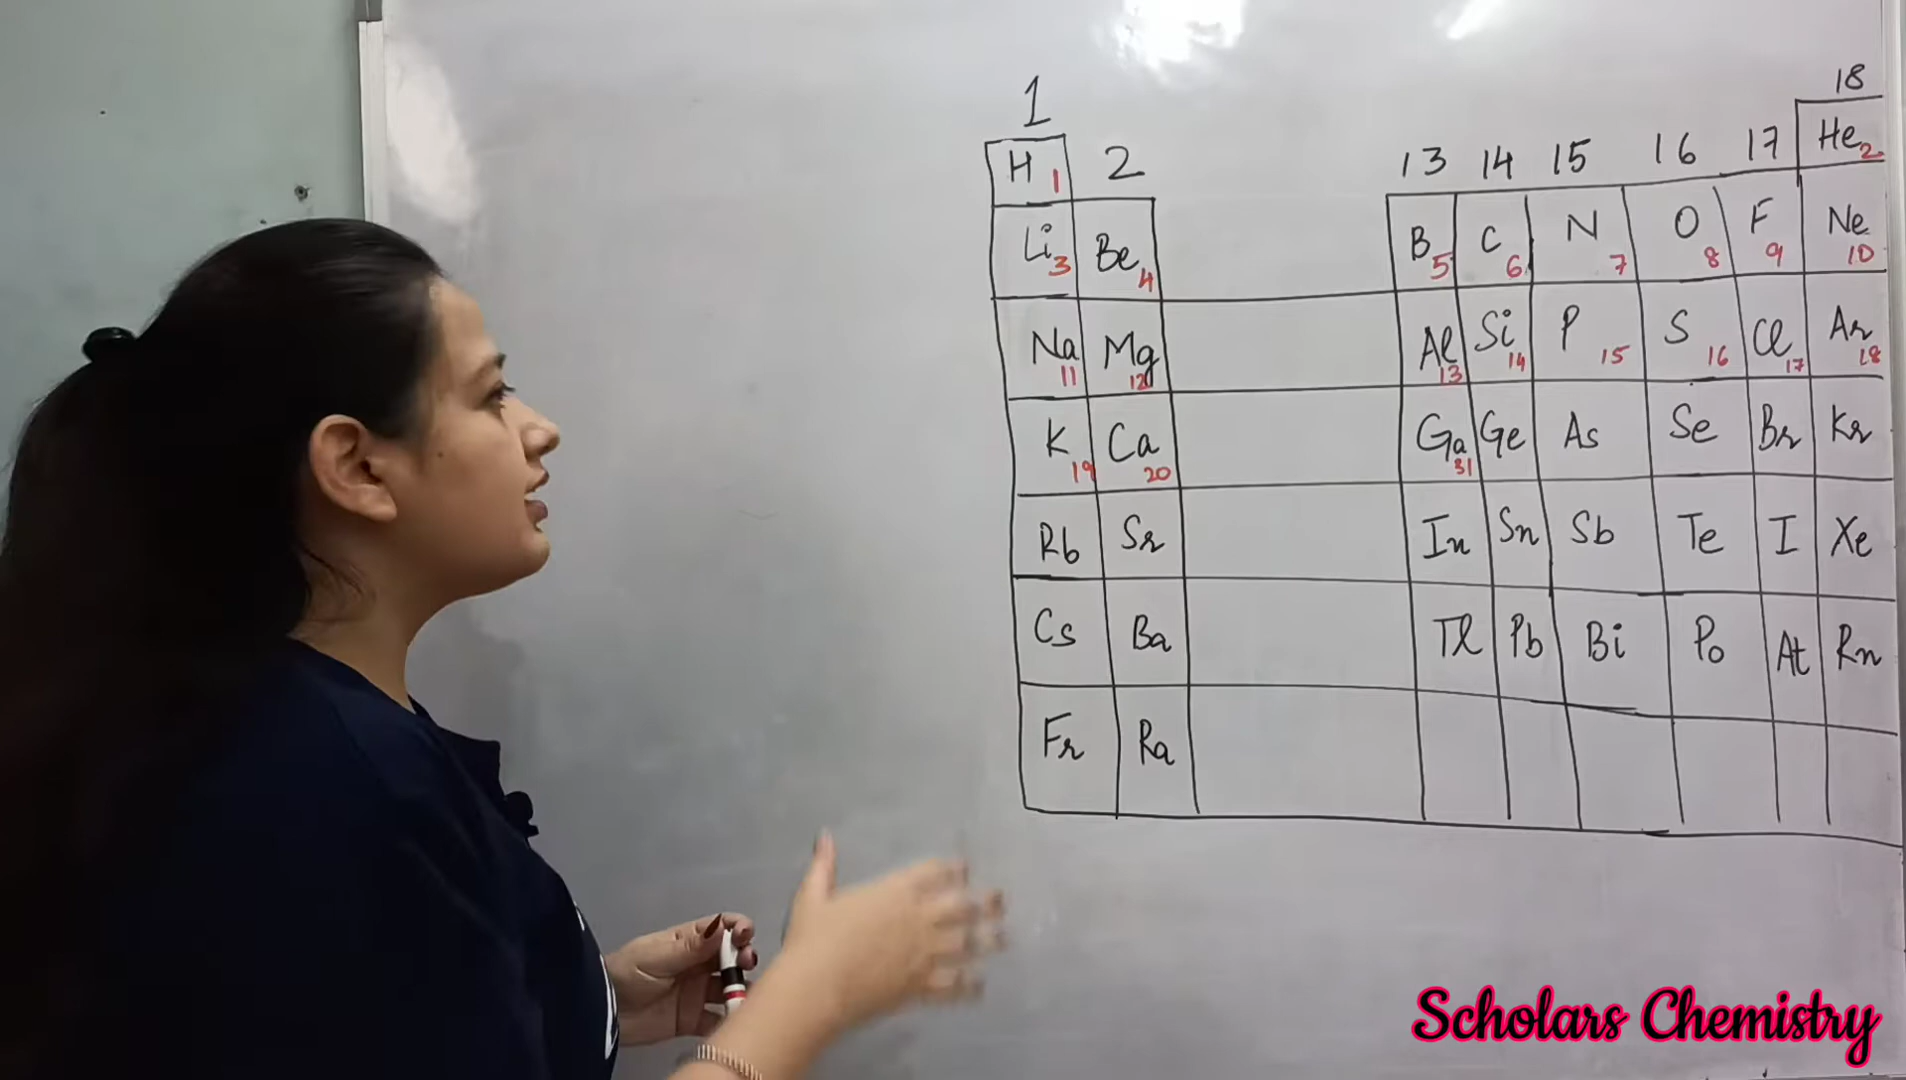 1 18
2 13 14 15 16 17
H 1 He 2
Li 3 Be 4 B 5 C 6 N 7 O 8 F 9 Ne 10
Na 11 Mg 12 Al 13 Si 14 P 15 S 16 Cl 17 Ar 18
K 19 Ca 20 Ga 31 Ge As Se Br Kr
Rb Sr In Sn Sb Te I Xe
Cs Ba Tl Pb Bi Po At Rn
Fr Ra
Scholars Chemistry